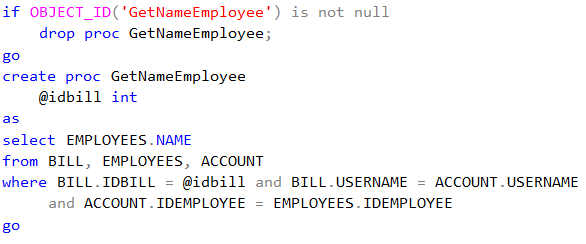 if OBJECT_ID('GetNameEmployee') is not null
    drop proc GetNameEmployee;
go
create proc GetNameEmployee
    @idbill int
as
select EMPLOYEES.NAME
from BILL, EMPLOYEES, ACCOUNT
where BILL.IDBILL = @idbill and BILL.USERNAME = ACCOUNT.USERNAME
     and ACCOUNT.IDEMPLOYEE = EMPLOYEES.IDEMPLOYEE
go